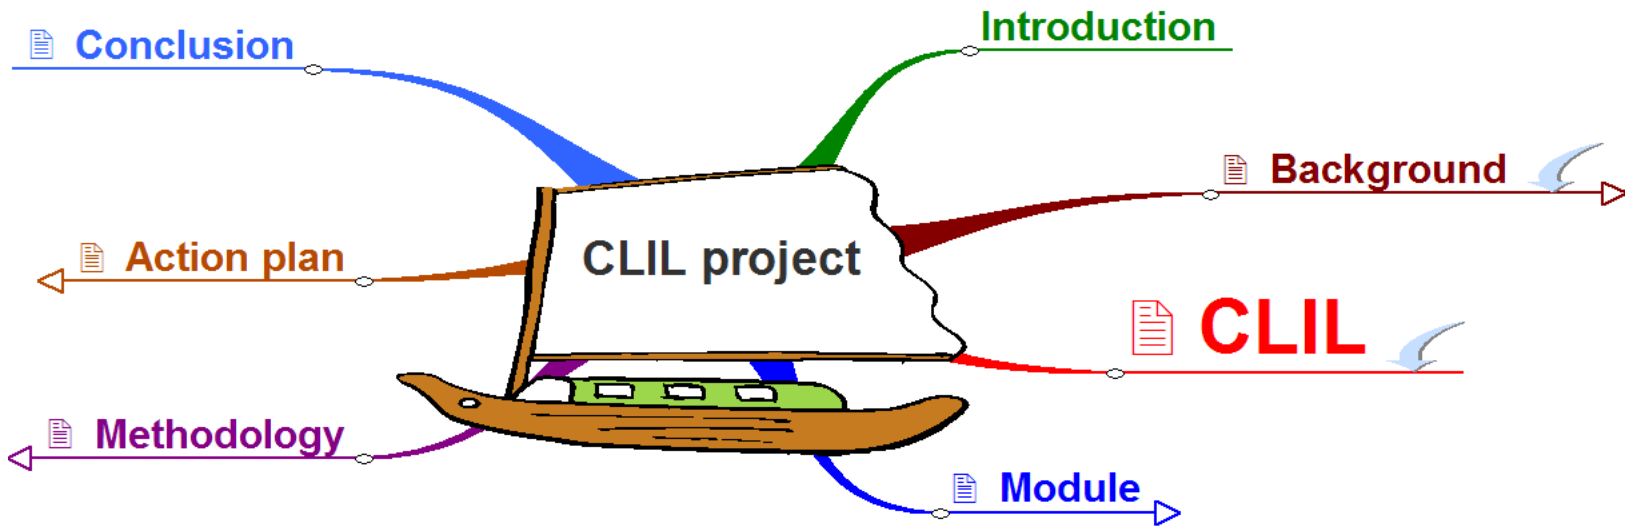 Introduction
Conclusion
Background
CLIL project
Action plan
CLIL
Methodology
Module